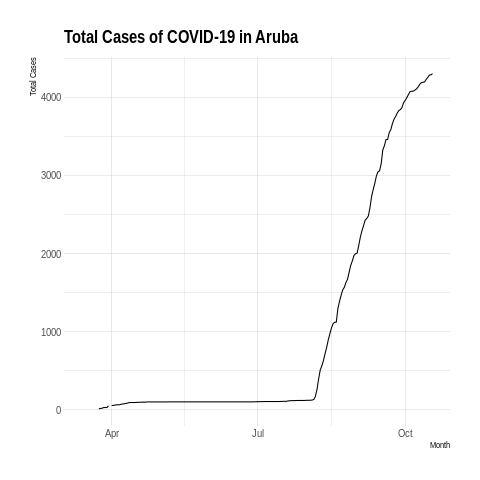 Total Cases of COVID-19 in Aruba
Total Cases
4000
3000
2000
1000
0
Apr Jul Oct
Month